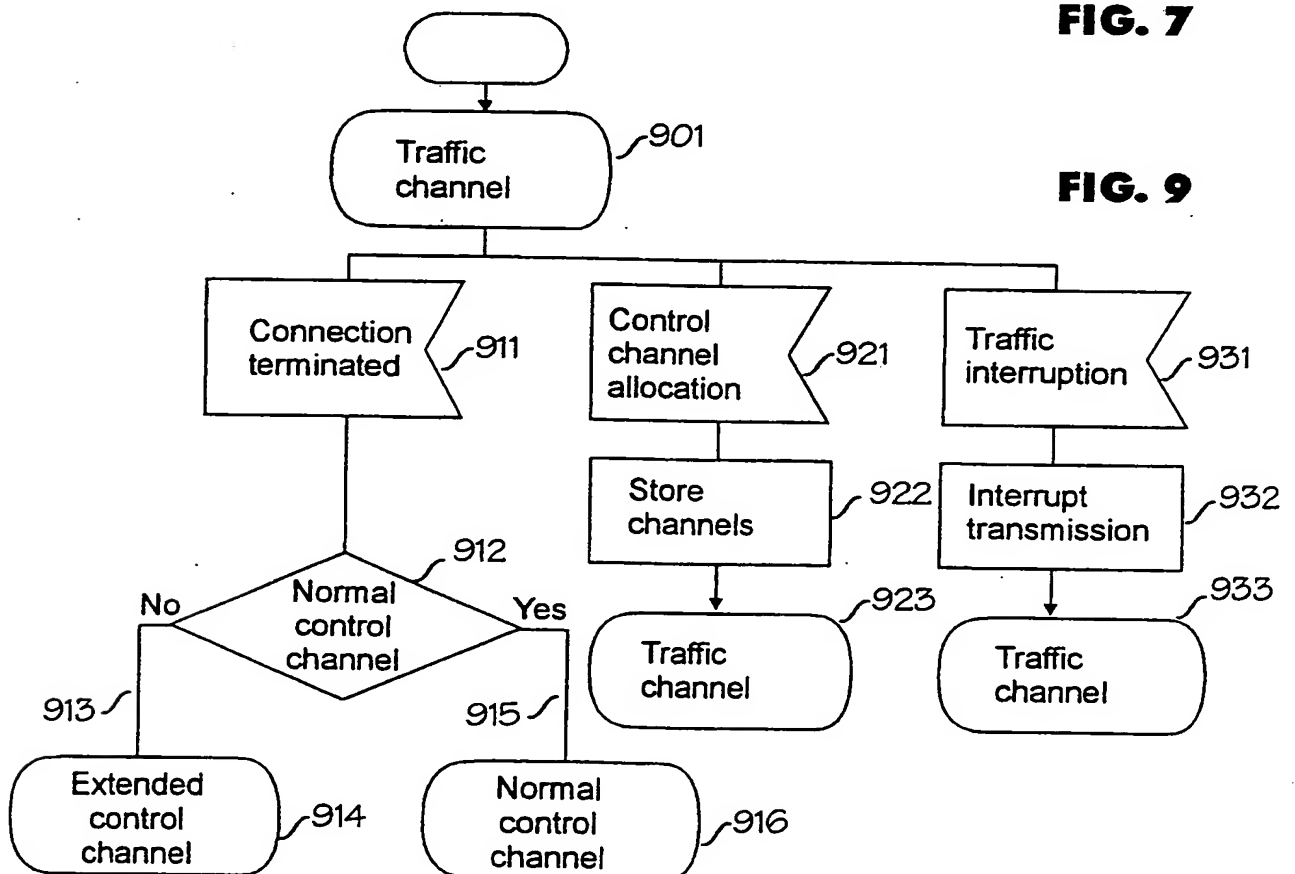 FIG. 7
Traffic
channel
901
FIG. 9
Connection
terminated
911
Control
channel
allocation
921
Traffic
interruption
931
Store
channels
922
Interrupt
transmission
932
912
Normal
control
channel
No
Yes
923
Traffic
channel
933
Traffic
channel
913
915
Extended
control
channel
914
Normal
control
channel
916